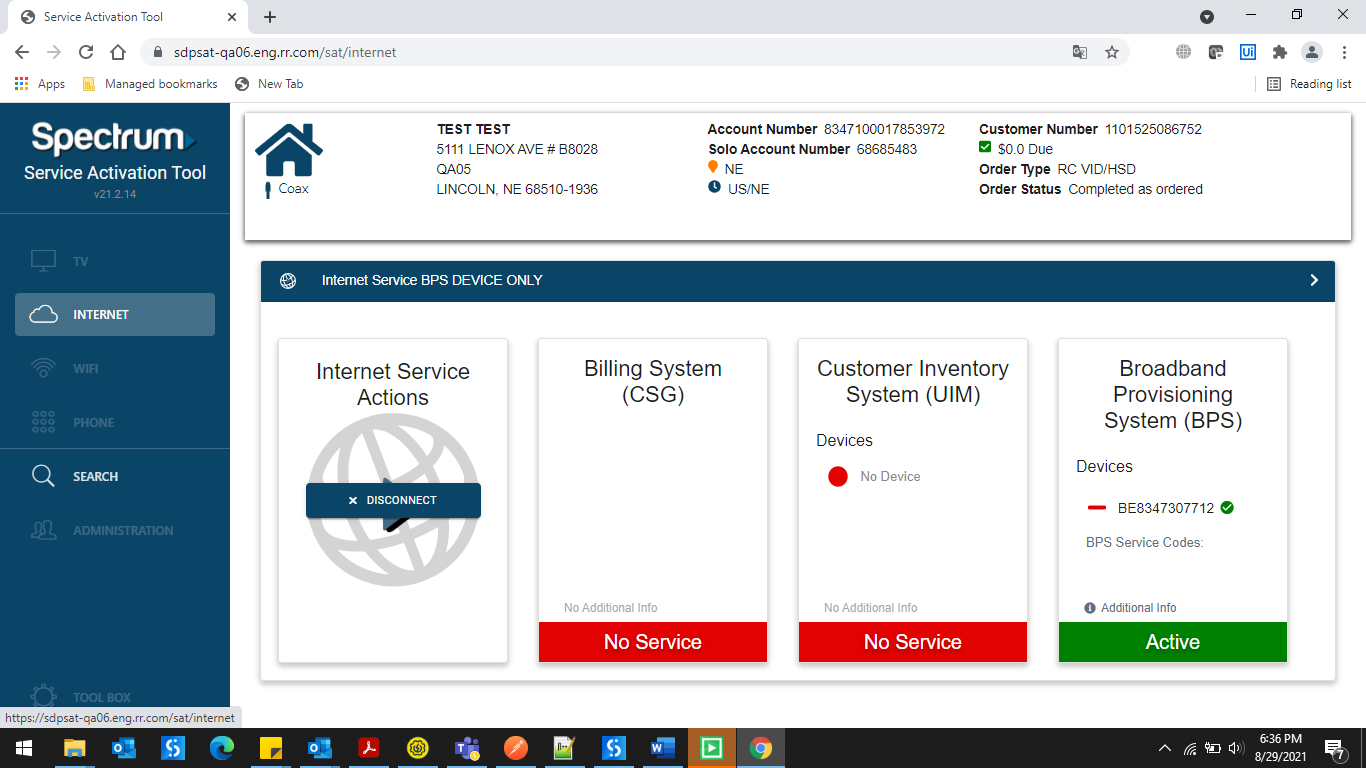 Service Activation Tool
sdpsat-qa06.eng.rr.com/sat/internet
Apps
Managed bookmarks
New Tab
Reading list
Spectrum
Service Activation Tool
v21.2.14
TV
INTERNET
WIFI
PHONE
SEARCH
ADMINISTRATION
TOOL BOX
https://sdpsat-qa06.eng.rr.com/sat/internet
Coax
TEST TEST
5111 LENOX AVE # B8028
QA05
LINCOLN, NE 68510-1936
Account Number 8347100017853972
Solo Account Number 68685483
NE
US/NE
Customer Number 1101525086752
$0.0 Due
Order Type RC VID/HSD
Order Status Completed as ordered
Internet Service BPS DEVICE ONLY
Internet Service
Actions
DISCONNECT
Billing System
(CSG)
No Additional Info
No Service
Customer Inventory
System (UIM)
Devices
No Device
No Additional Info
No Service
Broadband
Provisioning
System (BPS)
Devices
BE8347307712
BPS Service Codes:
Additional Info
Active
6:36 PM
8/29/2021
7